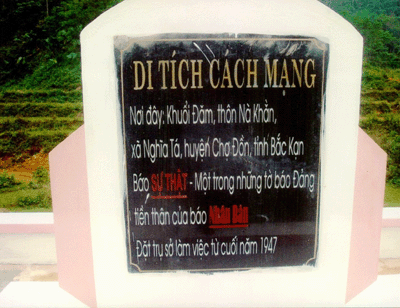 DI TÍCH CÁCH MẠNG
Nơi đây: Khuổi Đăm, thôn Nà Khằn,
xã Nghĩa Tá, huyện Chợ Đồn, tỉnh Bắc Kạn
Báo SỰ THẬT - Một trong những tờ báo Đảng
tiền thân của báo Nhân Dân
Đặt trụ sở làm việc từ cuối năm 1947